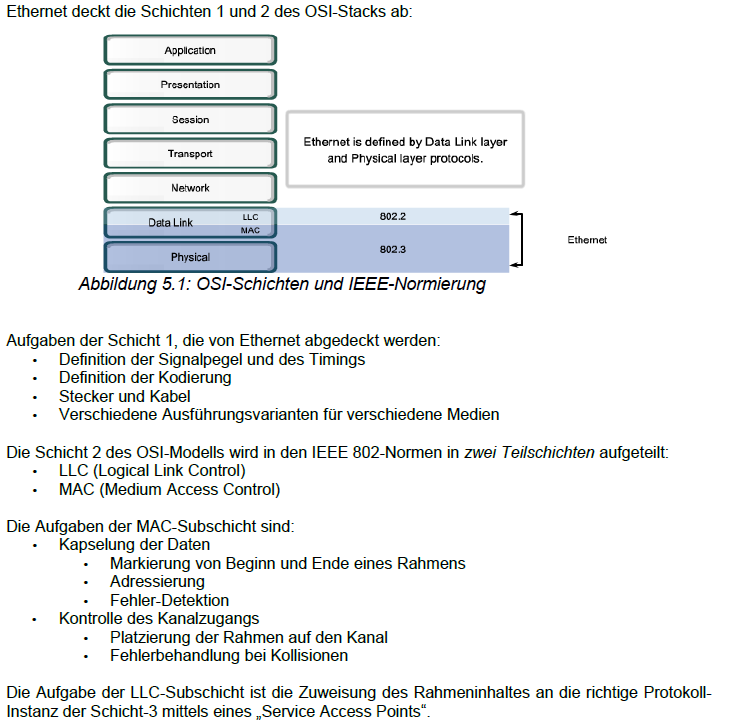 Ethernet deckt die Schichten 1 und 2 des OSI-Stacks ab:
Application
Presentation
Session
Transport
Network
Data Link
LLC
MAC
Physical
Ethernet is defined by Data Link layer
and Physical layer protocols.
802.2
802.3
Ethernet
Abbildung 5.1: OSI-Schichten und IEEE-Normierung
Aufgaben der Schicht 1, die von Ethernet abgedeckt werden:
• Definition der Signalpegel und des Timings
• Definition der Kodierung
• Stecker und Kabel
• Verschiedene Ausführungsvarianten für verschiedene Medien
Die Schicht 2 des OSI-Modells wird in den IEEE 802-Normen in zwei Teilschichten aufgeteilt:
• LLC (Logical Link Control)
• MAC (Medium Access Control)
Die Aufgaben der MAC-Subschicht sind:
• Kapselung der Daten
• Markierung von Beginn und Ende eines Rahmens
• Adressierung
• Fehler-Detektion
• Kontrolle des Kanalzugangs
• Platzierung der Rahmen auf den Kanal
• Fehlerbehandlung bei Kollisionen
Die Aufgabe der LLC-Subschicht ist die Zuweisung des Rahmeninhaltes an die richtige Protokoll-
Instanz der Schicht-3 mittels eines „Service Access Points“.